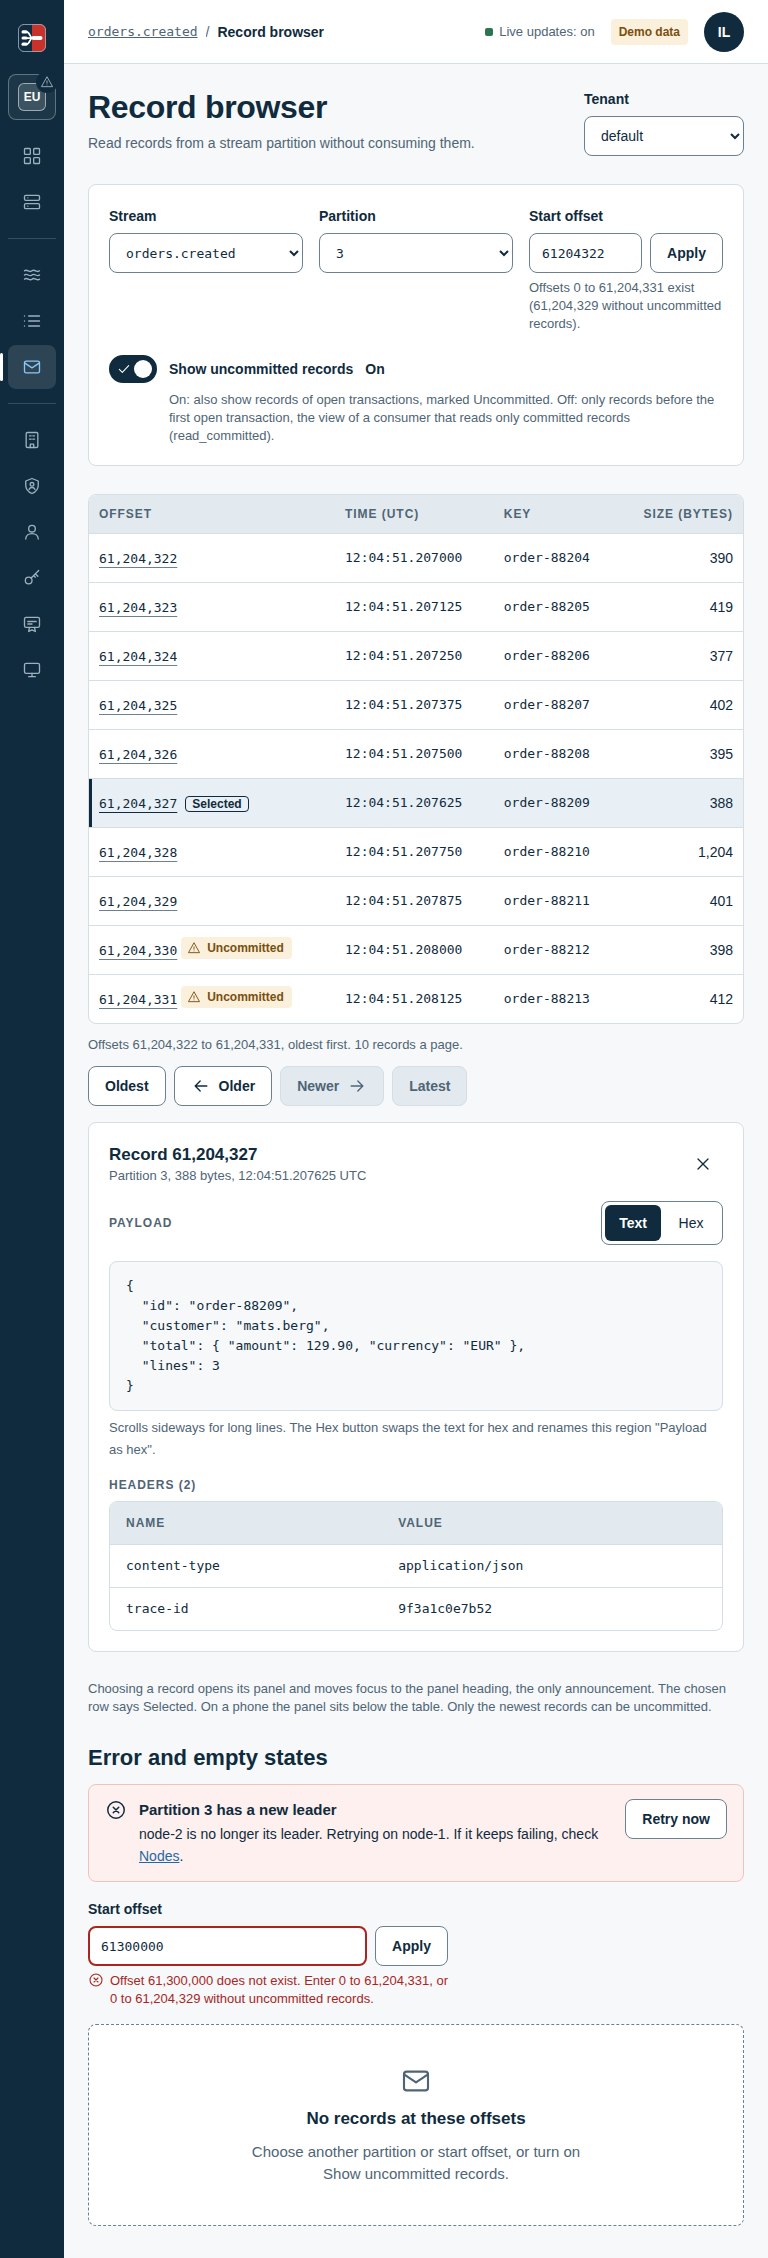 orders.created / Record browser
Live updates: on
Demo data
IL
EU
Record browser
Read records from a stream partition without consuming them.
Tenant
default
Stream
Partition
Start offset
orders.created
3
61204322
Apply
Offsets 0 to 61,204,331 exist
(61,204,329 without uncommitted
records).
Show uncommitted records On
On: also show records of open transactions, marked Uncommitted. Off: only records before the
first open transaction, the view of a consumer that reads only committed records
(read_committed).
OFFSET TIME (UTC) KEY SIZE (BYTES)
61,204,322 12:04:51.207000 order-88204 390
61,204,323 12:04:51.207125 order-88205 419
61,204,324 12:04:51.207250 order-88206 377
61,204,325 12:04:51.207375 order-88207 402
61,204,326 12:04:51.207500 order-88208 395
61,204,327 Selected 12:04:51.207625 order-88209 388
61,204,328 12:04:51.207750 order-88210 1,204
61,204,329 12:04:51.207875 order-88211 401
61,204,330 Uncommitted 12:04:51.208000 order-88212 398
61,204,331 Uncommitted 12:04:51.208125 order-88213 412
Offsets 61,204,322 to 61,204,331, oldest first. 10 records a page.
Oldest
Older
Newer
Latest
Record 61,204,327
Partition 3, 388 bytes, 12:04:51.207625 UTC
PAYLOAD
Text
Hex
{
"id": "order-88209",
"customer": "mats.berg",
"total": { "amount": 129.90, "currency": "EUR" },
"lines": 3
}
Scrolls sideways for long lines. The Hex button swaps the text for hex and renames this region "Payload
as hex".
HEADERS (2)
NAME VALUE
content-type application/json
trace-id 9f3a1c0e7b52
Choosing a record opens its panel and moves focus to the panel heading, the only announcement. The chosen
row says Selected. On a phone the panel sits below the table. Only the newest records can be uncommitted.
Error and empty states
Partition 3 has a new leader
node-2 is no longer its leader. Retrying on node-1. If it keeps failing, check
Nodes.
Retry now
Start offset
61300000
Apply
Offset 61,300,000 does not exist. Enter 0 to 61,204,331, or
0 to 61,204,329 without uncommitted records.
No records at these offsets
Choose another partition or start offset, or turn on
Show uncommitted records.